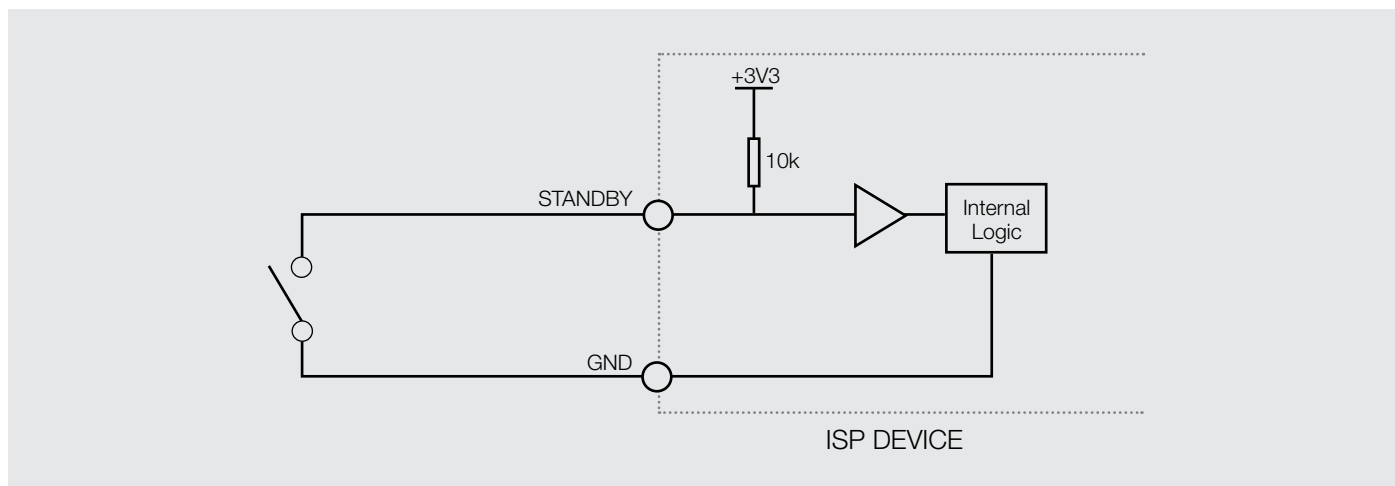 +3V3
10k
STANDBY
Internal
Logic
GND
ISP DEVICE